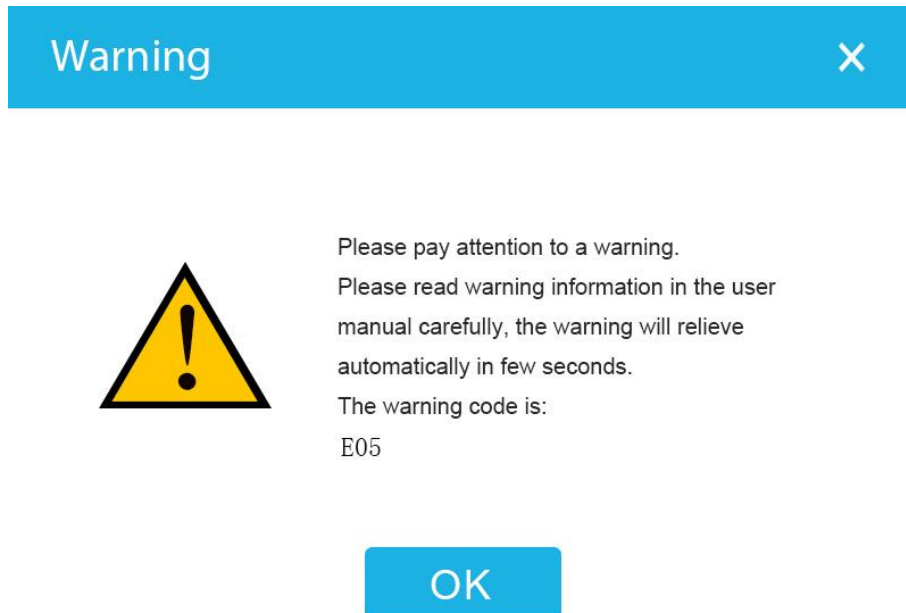 Warning
Please pay attention to a warning.
Please read warning information in the user
manual carefully, the warning will relieve
automatically in few seconds.
The warning code is:
E05
OK